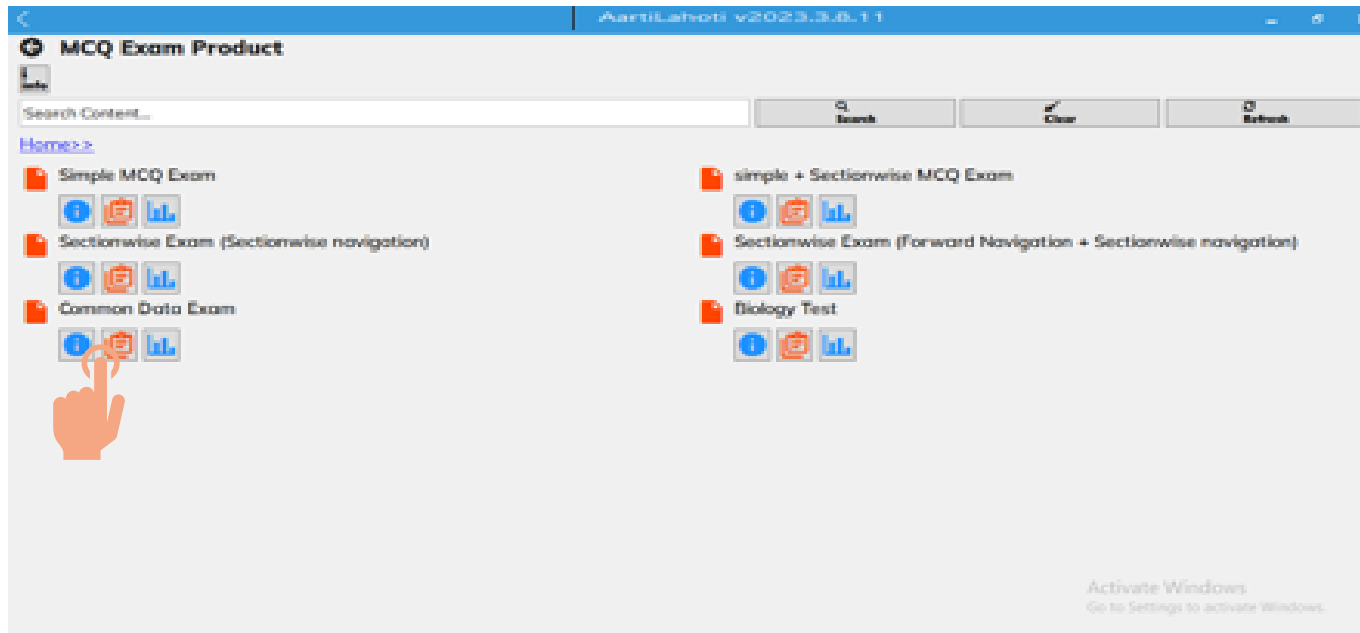 AartiLahoti v2023.3.8.11
MCQ Exam Product
Info
Search Content...
Search
Clear
Refresh
Home>>
Simple MCQ Exam
simple + Sectionwise MCQ Exam
Sectionwise Exam (Sectionwise navigation)
Sectionwise Exam (Forward Navigation + Sectionwise navigation)
Common Data Exam
Biology Test
Activate Windows
Go to Settings to activate Windows.